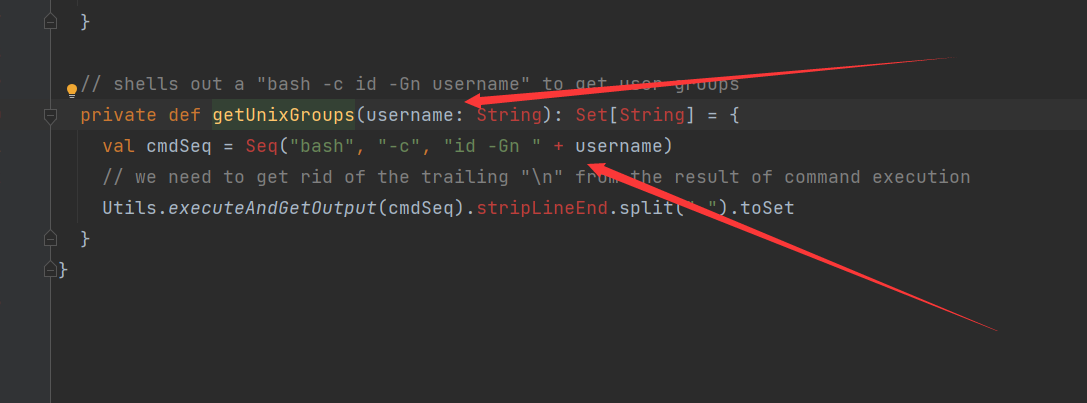 }
// shells out a "bash -c id -Gn username" to get user groups
private def getUnixGroups(username: String): Set[String] = {
val cmdSeq = Seq("bash", "-c", "id -Gn " + username)
// we need to get rid of the trailing "\n" from the result of command execution
Utils.executeAndGetOutput(cmdSeq).stripLineEnd.split(" ").toSet
}
}